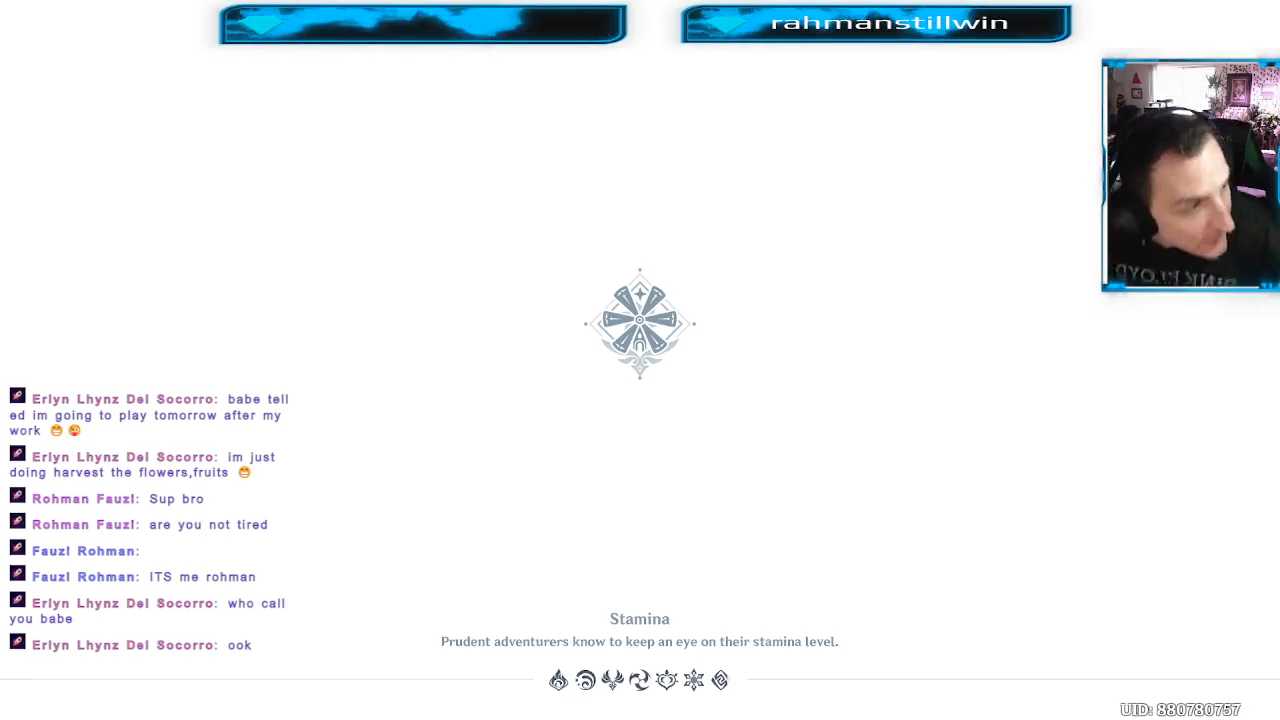 rahmanstillwin
PINK FLOYD
Erlyn Lhynz Del Socorro: babe tell
ed im going to play tomorrow after my
work 😁 😜
Erlyn Lhynz Del Socorro: im just
doing harvest the flowers,fruits 😁
Rohman Fauzi: Sup bro
Rohman Fauzi: are you not tired
Fauzi Rohman:
Fauzi Rohman: ITS me rohman
Erlyn Lhynz Del Socorro: who call
you babe
Erlyn Lhynz Del Socorro: ook
Stamina
Prudent adventurers know to keep an eye on their stamina level.
UID: 880780757